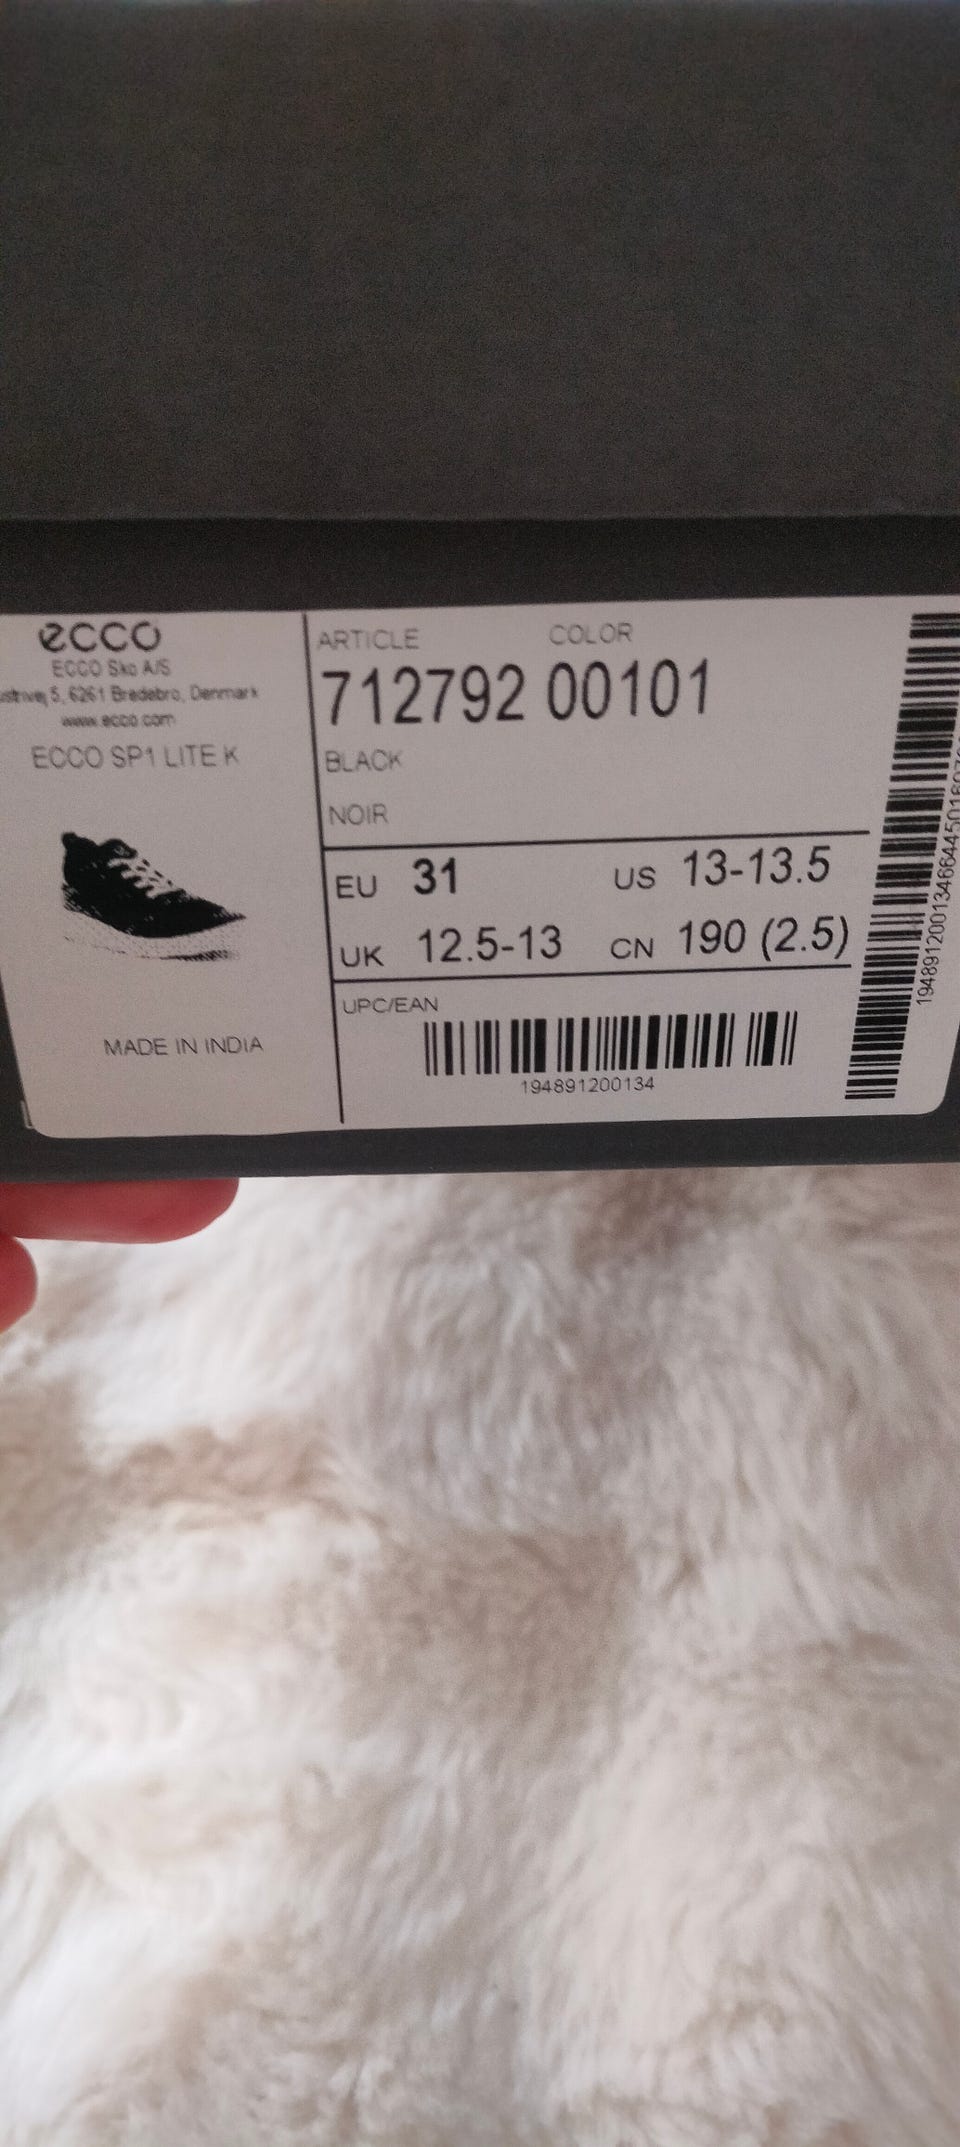 ecco
ECCO Sko A/S
5, 6261 Bredebro, Denmark
www.ecco.com
ECCO SP1 LITE K
MADE IN INDIA
ARTICLE COLOR
712792 00101
BLACK
NOIR
EU 31 US 13-13.5
UK 12.5-13 CN 190 (2.5)
UPC/EAN
194891200134